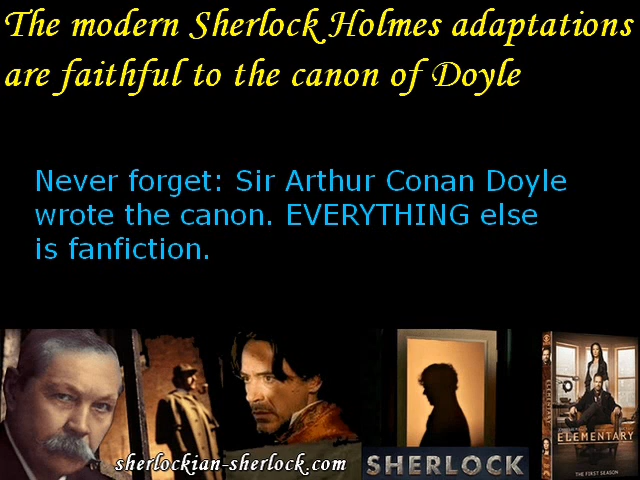 The modern Sherlock Holmes adaptations
are faithful to the canon of Doyle
Never forget: Sir Arthur Conan Doyle
wrote the canon. EVERYTHING else
is fanfiction.
ELEMENTARY
ELEMENTARY
THE FIRST SEASON
sherlockian-sherlock.com
SHERLOCK